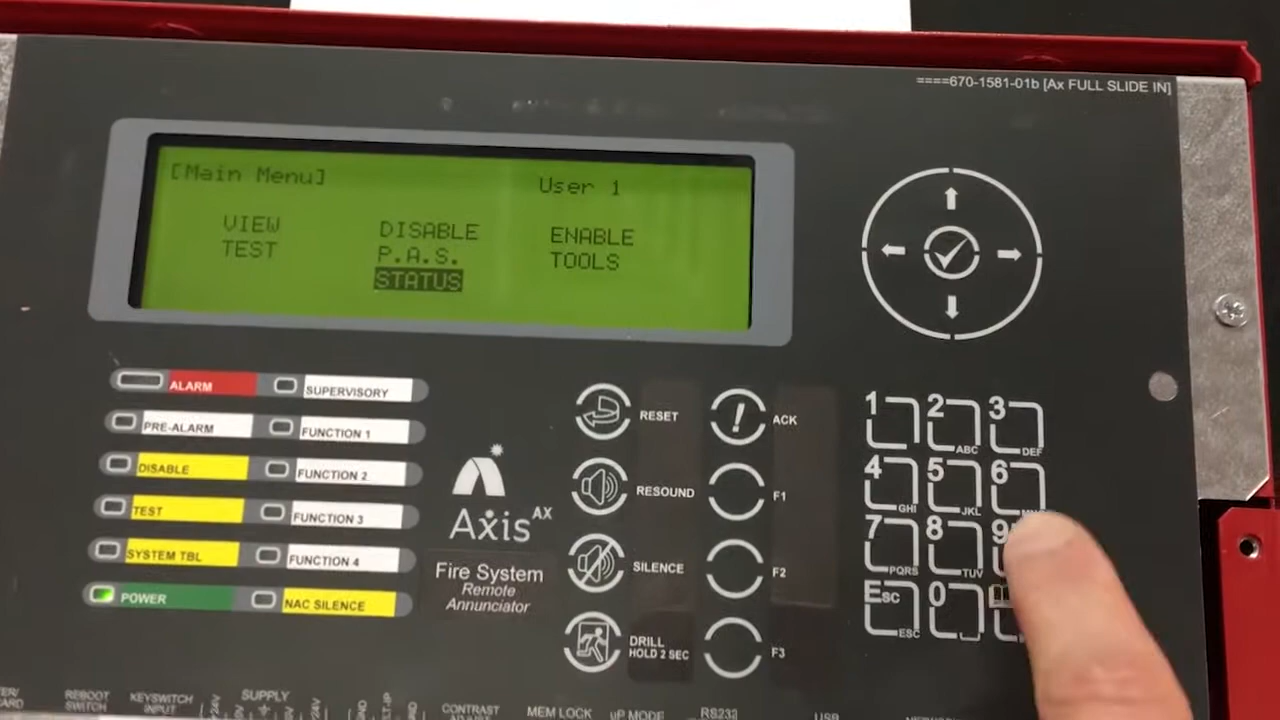 ====670-1581-01b [Ax FULL SLIDE IN]
[Main Menu] User 1
VIEW DISABLE ENABLE
TEST P.A.S. TOOLS
STATUS
ALARM SUPERVISORY
PRE-ALARM FUNCTION 1
DISABLE FUNCTION 2
TEST FUNCTION 3
SYSTEM TBL FUNCTION 4
POWER NAC SILENCE
Axis AX
Fire System
Remote
Annunciator
RESET ACK
RESOUND F1
SILENCE F2
DRILL
HOLD 2 SEC F3
1 2 ABC 3 DEF
4 GHI 5 JKL 6
7 PQRS 8 TUV 9
Esc ESC 0
REBOOT
SWITCH
KEYSWITCH
INPUT
SUPPLY
CONTRAST
MEM LOCK
µP MODE
RS232
USB